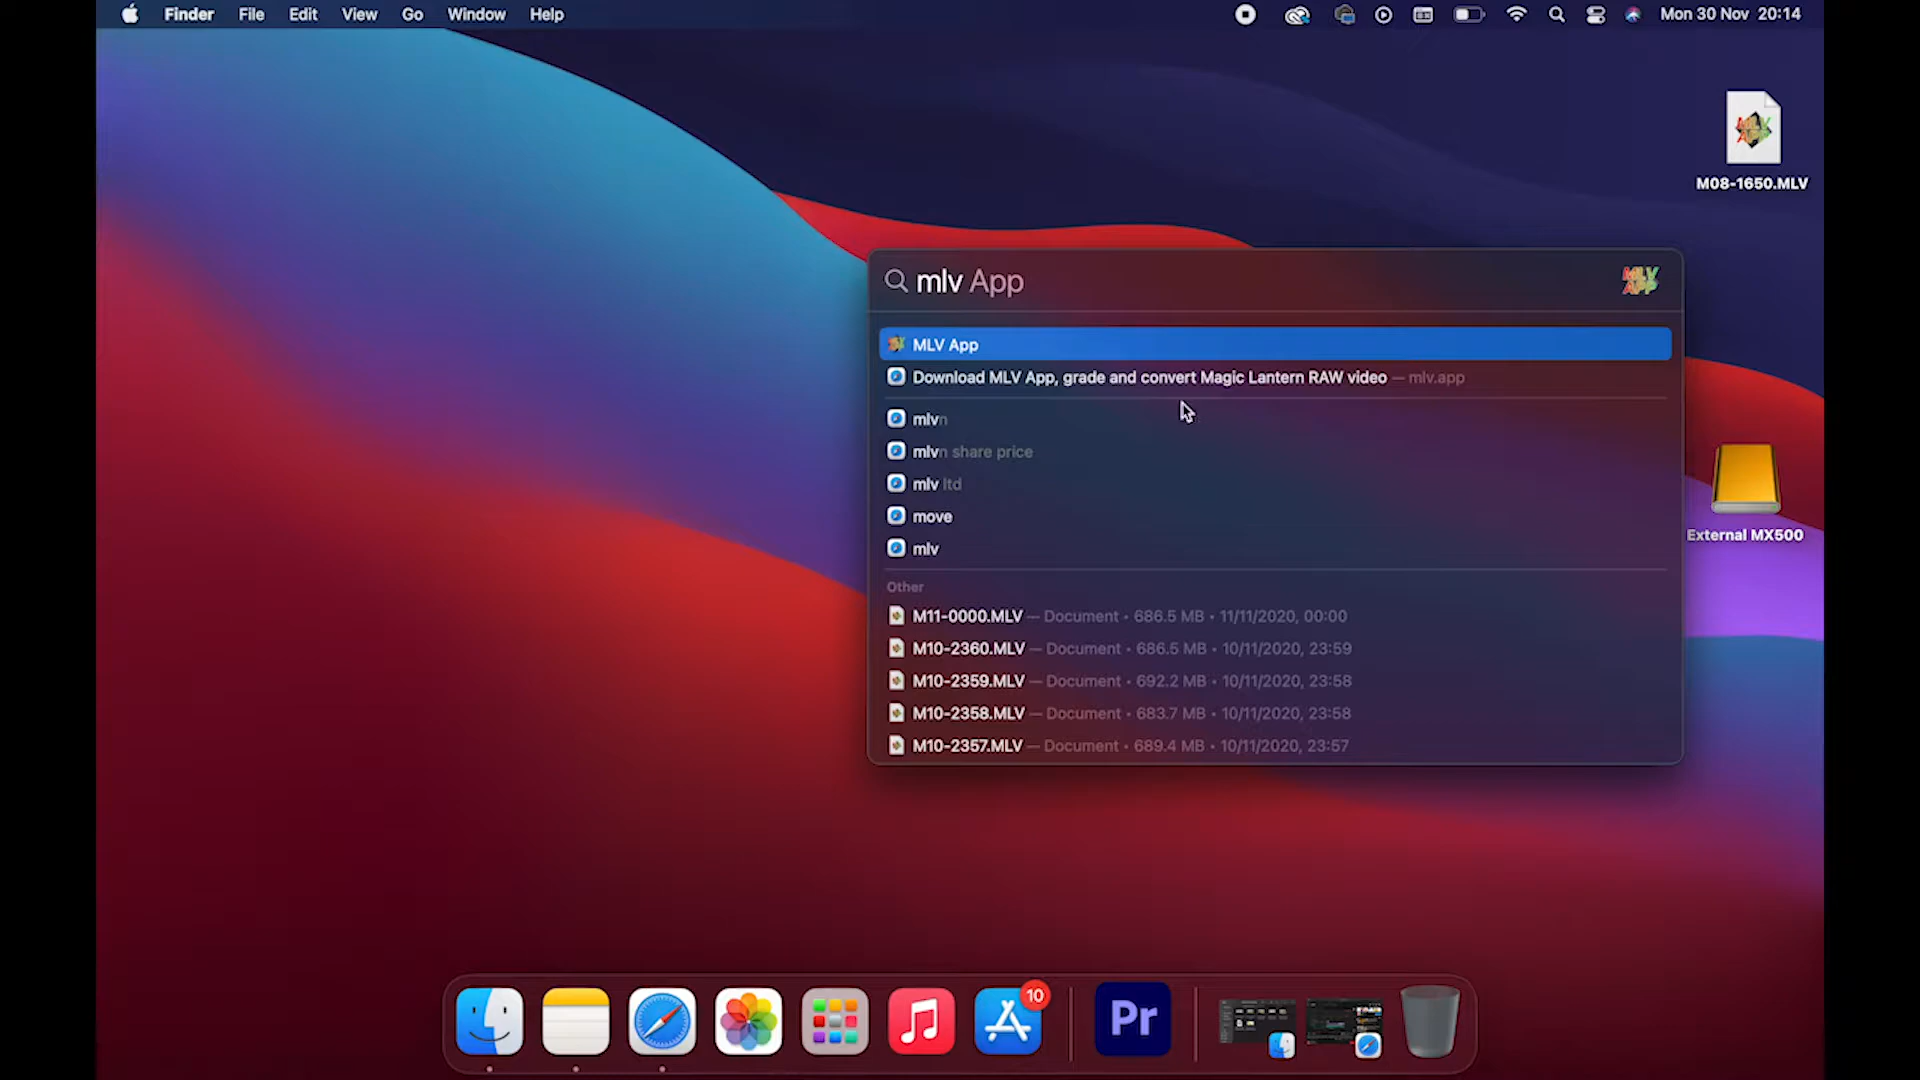 Finder File Edit View Go Window Help Mon 30 Nov 20:14
MLV APP
M08-1650.MLV
mlv App
MLV APP
MLV App
Download MLV App, grade and convert Magic Lantern RAW video — mlv.app
mlvn
mlvn share price
mlv ltd
move
mlv
External MX500
Other
M11-0000.MLV — Document • 686.5 MB • 11/11/2020, 00:00
M10-2360.MLV — Document • 686.5 MB • 10/11/2020, 23:59
M10-2359.MLV — Document • 692.2 MB • 10/11/2020, 23:58
M10-2358.MLV — Document • 683.7 MB • 10/11/2020, 23:58
M10-2357.MLV — Document • 689.4 MB • 10/11/2020, 23:57
10
Pr